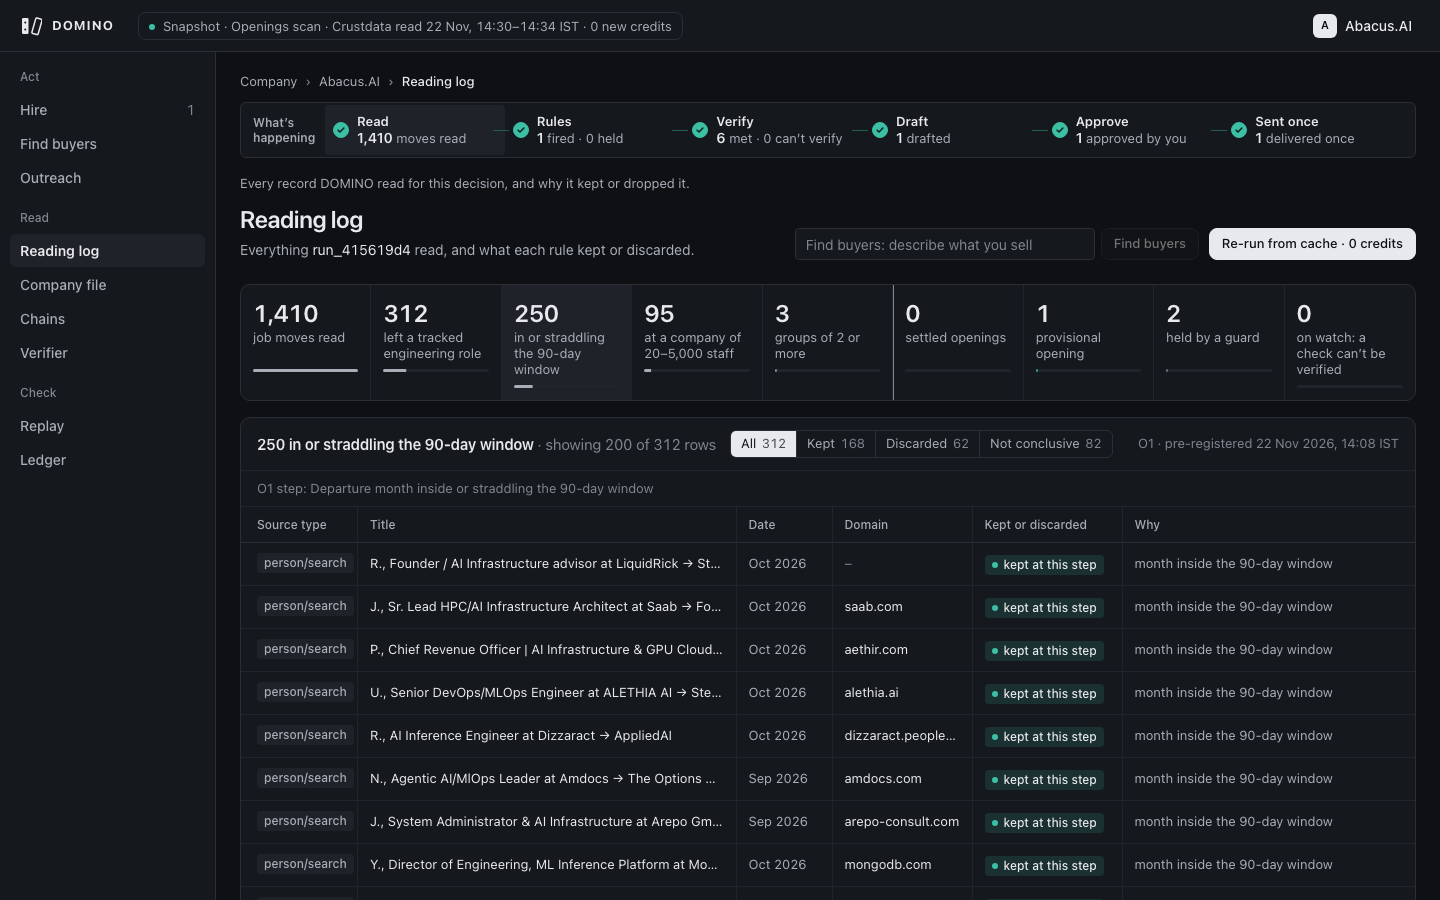 DOMINO
Snapshot · Openings scan · Crustdata read 22 Nov, 14:30–14:34 IST · 0 new credits
A Abacus.AI
Act
Hire 1
Find buyers
Outreach
Read
Reading log
Company file
Chains
Verifier
Check
Replay
Ledger
Company › Abacus.AI › Reading log
What's happening
Read
1,410 moves read
Rules
1 fired · 0 held
Verify
6 met · 0 can't verify
Draft
1 drafted
Approve
1 approved by you
Sent once
1 delivered once
Every record DOMINO read for this decision, and why it kept or dropped it.
Reading log
Everything run_415619d4 read, and what each rule kept or discarded.
Find buyers: describe what you sell
Find buyers
Re-run from cache · 0 credits
1,410
job moves read
312
left a tracked
engineering role
250
in or straddling
the 90-day
window
95
at a company of
20–5,000 staff
3
groups of 2 or
more
0
settled openings
1
provisional
opening
2
held by a guard
0
on watch: a
check can't be
verified
250 in or straddling the 90-day window · showing 200 of 312 rows
All 312 Kept 168 Discarded 62 Not conclusive 82
O1 · pre-registered 22 Nov 2026, 14:08 IST
O1 step: Departure month inside or straddling the 90-day window
Source type Title Date Domain Kept or discarded Why
person/search R., Founder / AI Infrastructure advisor at LiquidRick → St... Oct 2026 – kept at this step month inside the 90-day window
person/search J., Sr. Lead HPC/AI Infrastructure Architect at Saab → Fo... Oct 2026 saab.com kept at this step month inside the 90-day window
person/search P., Chief Revenue Officer | AI Infrastructure & GPU Cloud... Oct 2026 aethir.com kept at this step month inside the 90-day window
person/search U., Senior DevOps/MLOps Engineer at ALETHIA AI → Ste... Oct 2026 alethia.ai kept at this step month inside the 90-day window
person/search R., AI Inference Engineer at Dizzaract → AppliedAI Oct 2026 dizzaract.people... kept at this step month inside the 90-day window
person/search N., Agentic AI/MlOps Leader at Amdocs → The Options ... Sep 2026 amdocs.com kept at this step month inside the 90-day window
person/search J., System Administrator & AI Infrastructure at Arepo Gm... Sep 2026 arepo-consult.com kept at this step month inside the 90-day window
person/search Y., Director of Engineering, ML Inference Platform at Mo... Oct 2026 mongodb.com kept at this step month inside the 90-day window